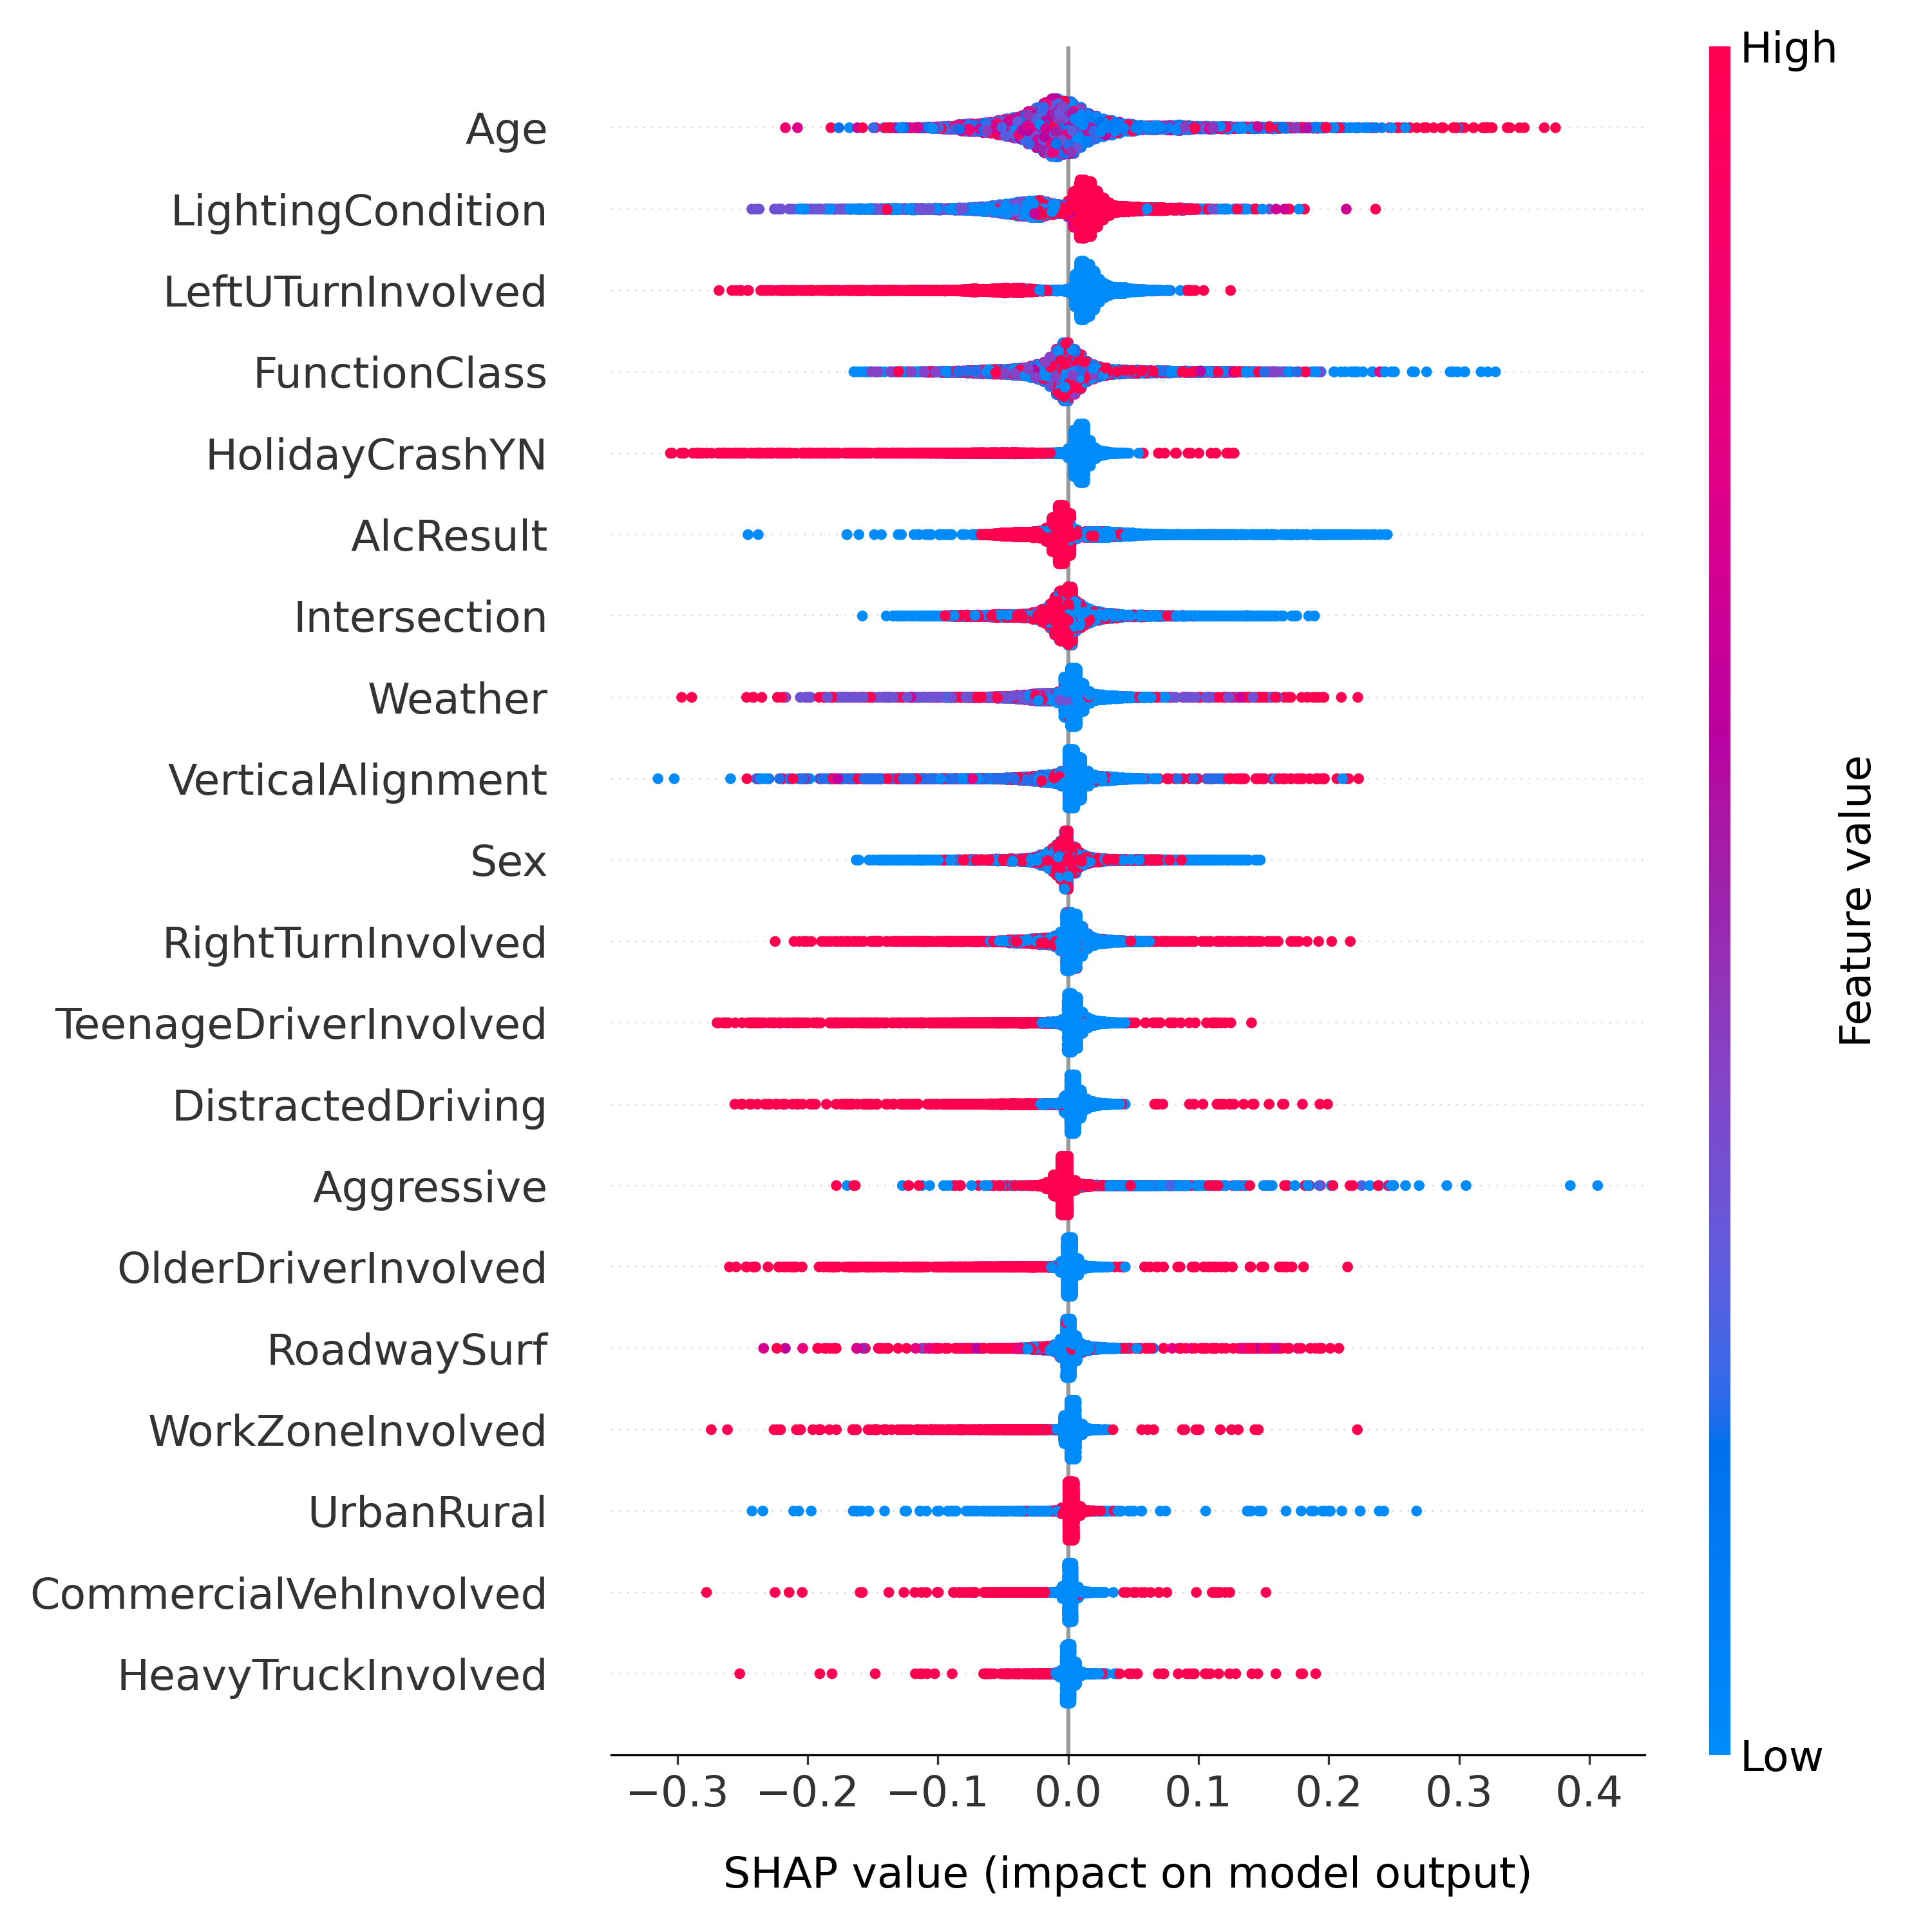 High
Age
LightingCondition
LeftUTurnInvolved
FunctionClass
HolidayCrashYN
AlcResult
Intersection
Weather
VerticalAlignment
Sex
RightTurnInvolved
TeenageDriverInvolved
DistractedDriving
Aggressive
OlderDriverInvolved
RoadwaySurf
WorkZoneInvolved
UrbanRural
CommercialVehInvolved
HeavyTruckInvolved
Feature value
Low
−0.3 −0.2 −0.1 0.0 0.1 0.2 0.3 0.4
SHAP value (impact on model output)